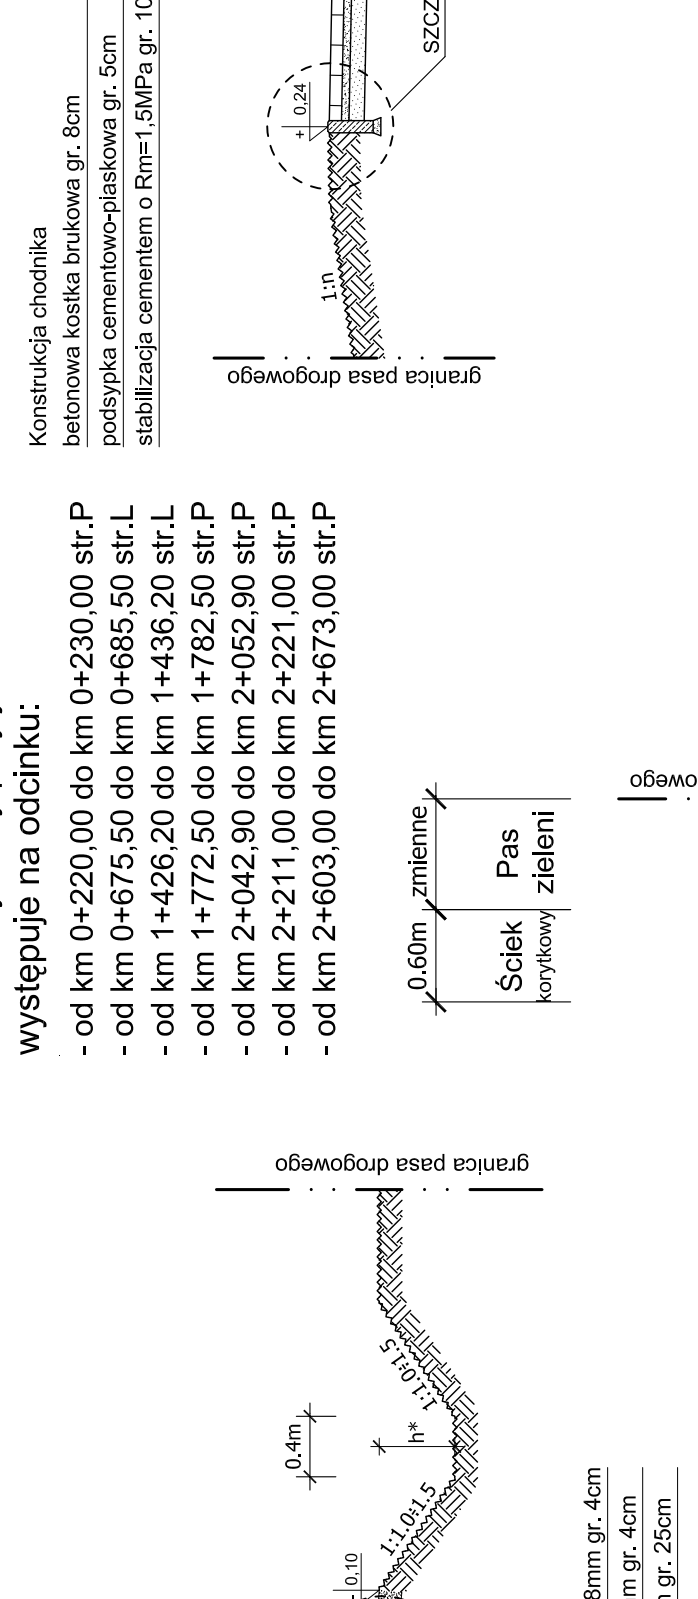 Konstrukcja chodnika
betonowa kostka brukowa gr. 8cm
podsypka cementowo-piaskowa gr. 5cm
stabilizacja cementem o Rm=1,5MPa gr. 10
+ 0,24
SZCZ
1:n
granica pasa drogowego
występuje na odcinku:
- od km 0+220,00 do km 0+230,00 str.P
- od km 0+675,50 do km 0+685,50 str.L
- od km 1+426,20 do km 1+436,20 str.L
- od km 1+772,50 do km 1+782,50 str.P
- od km 2+042,90 do km 2+052,90 str.P
- od km 2+211,00 do km 2+221,00 str.P
- od km 2+603,00 do km 2+673,00 str.P
0.60m
zmienne
Ściek
korytkowy
Pas
zieleni
owego
granica pasa drogowego
0.4m
h*
1:1.0÷1.5
1:1.0÷1.5
- 0,10
8mm gr. 4cm
m gr. 4cm
gr. 25cm